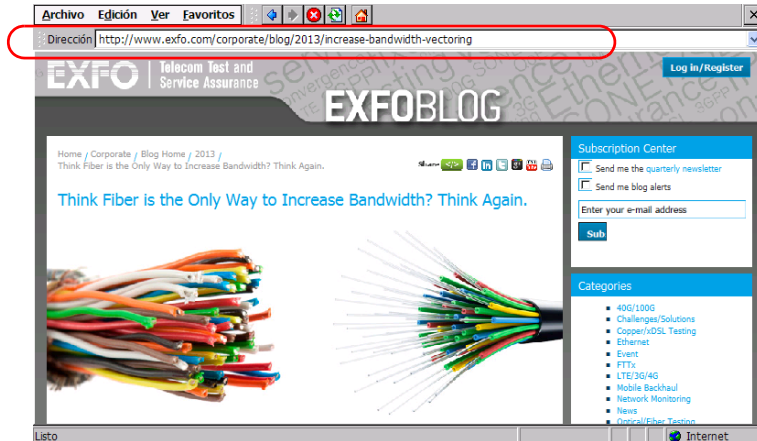 Archivo Edición Ver Favoritos
Dirección http://www.exfo.com/corporate/blog/2013/increase-bandwidth-vectoring
EXFO Telecom Test and
Service Assurance
EXFOBLOG
Log in/Register
Home / Corporate / Blog Home / 2013 /
Think Fiber is the Only Way to Increase Bandwidth? Think Again.
Share
Think Fiber is the Only Way to Increase Bandwidth? Think Again.
Subscription Center
Send me the quarterly newsletter
Send me blog alerts
Enter your e-mail address
Sub
Categories
40G/100G
Challenges/Solutions
Copper/xDSL Testing
Ethernet
Event
FTTx
LTE/3G/4G
Mobile Backhaul
Network Monitoring
News
Optical/Fiber Testing
Listo
Internet